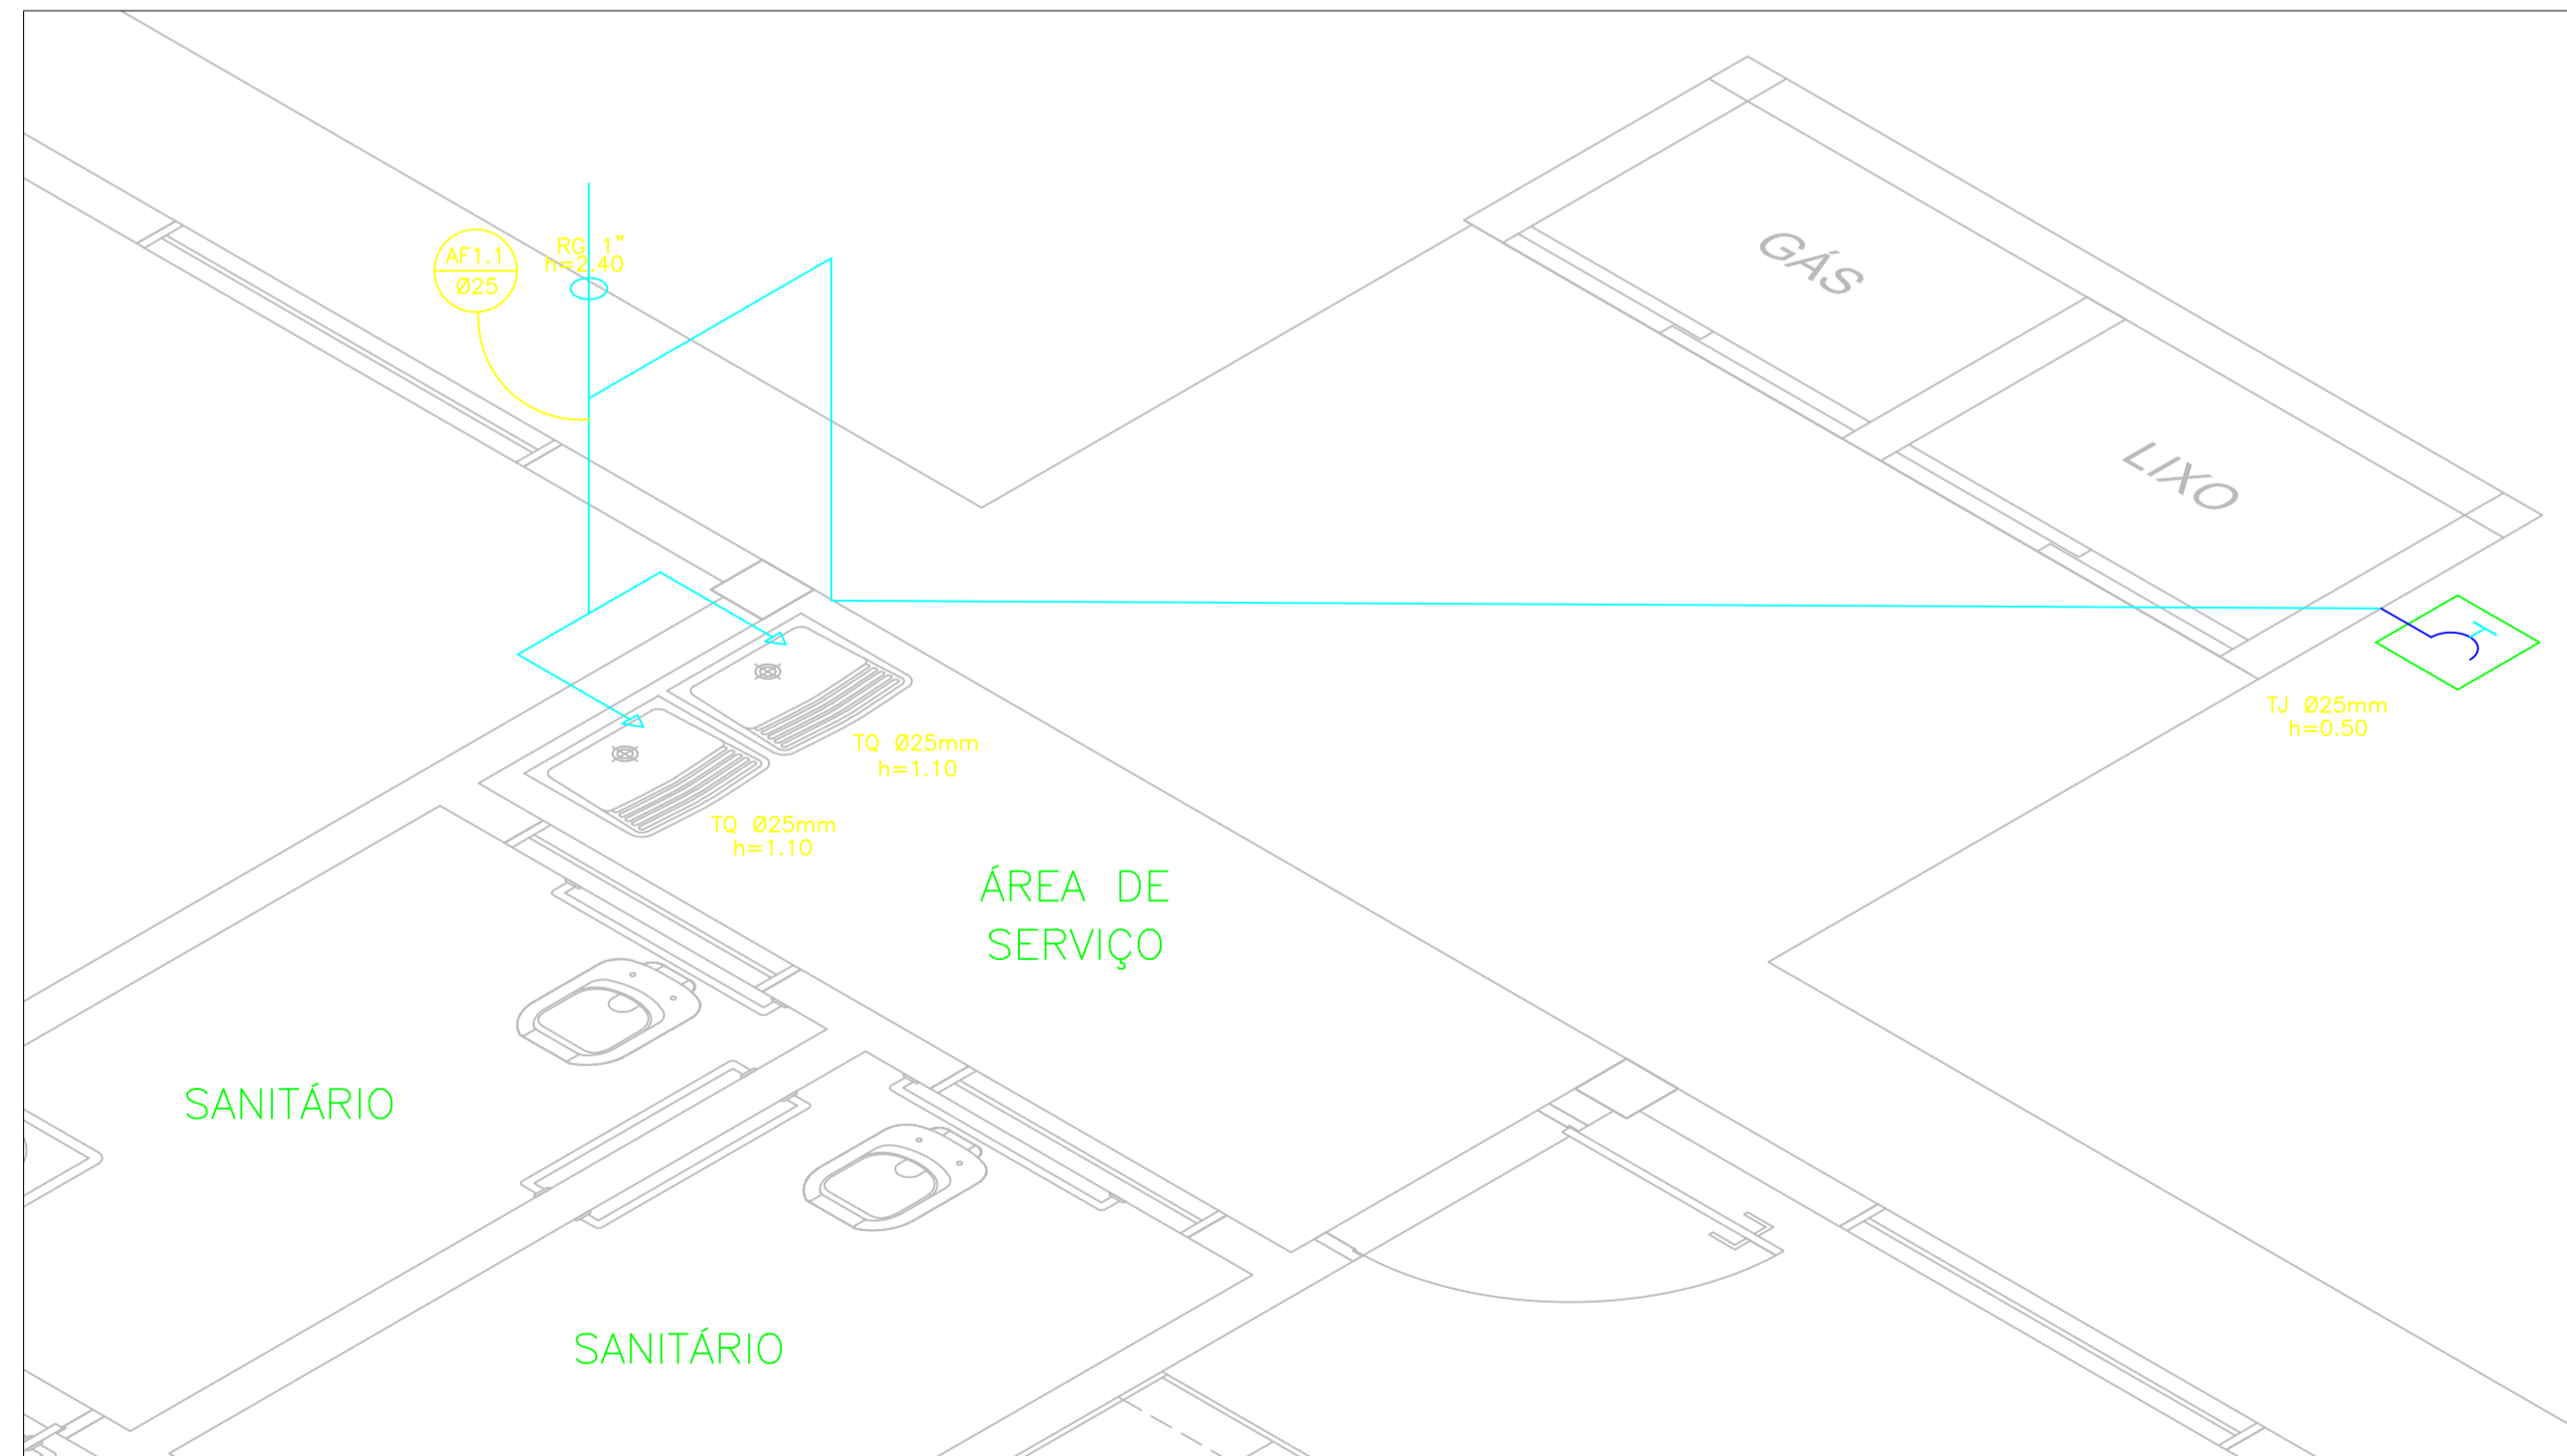 AF1.1
Ø25
RG 1"
h=2.40
GÁS
LIXO
TJ Ø25mm
h=0.50
TQ Ø25mm
h=1.10
TQ Ø25mm
h=1.10
ÁREA DE
SERVIÇO
SANITÁRIO
SANITÁRIO